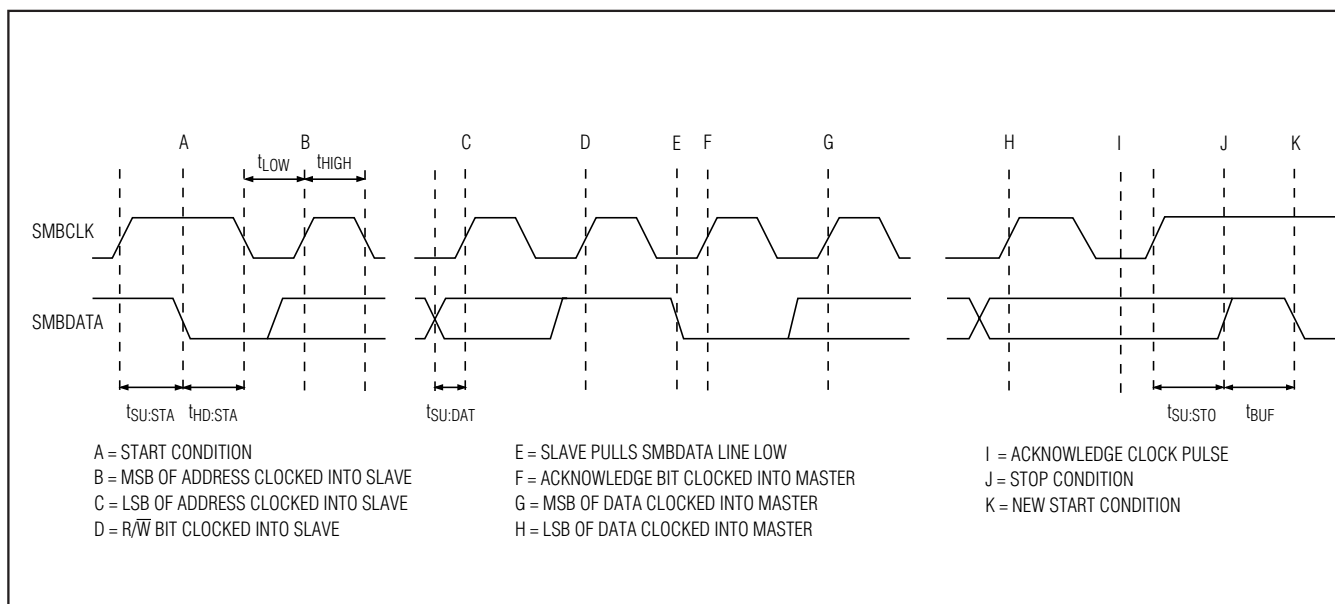 A B C D E F G H I J K
tLOW tHIGH
SMBCLK
SMBDATA
tSU:STA tHD:STA tSU:DAT tSU:STO tBUF
A = START CONDITION
B = MSB OF ADDRESS CLOCKED INTO SLAVE
C = LSB OF ADDRESS CLOCKED INTO SLAVE
D = R/W̅ BIT CLOCKED INTO SLAVE
E = SLAVE PULLS SMBDATA LINE LOW
F = ACKNOWLEDGE BIT CLOCKED INTO MASTER
G = MSB OF DATA CLOCKED INTO MASTER
H = LSB OF DATA CLOCKED INTO MASTER
I = ACKNOWLEDGE CLOCK PULSE
J = STOP CONDITION
K = NEW START CONDITION